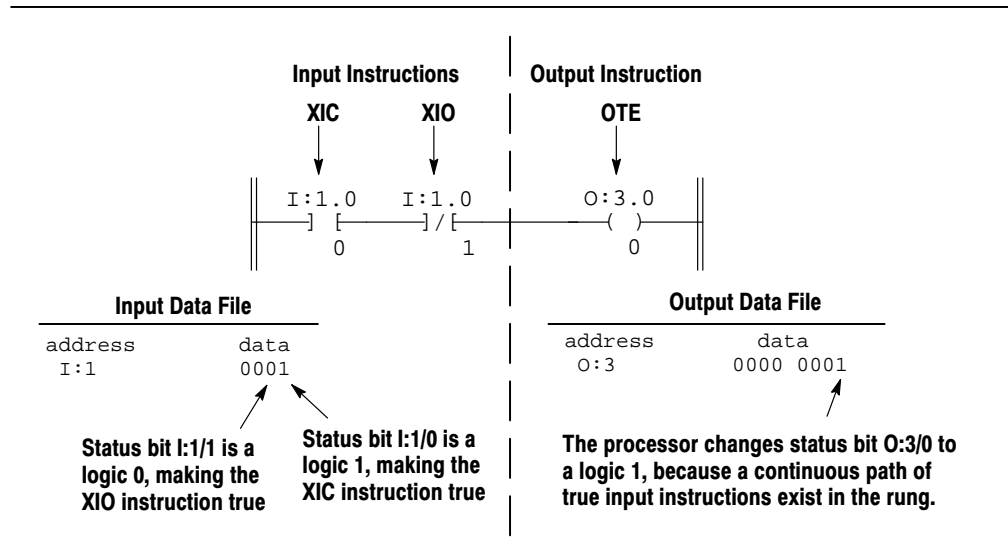 Input Instructions
Output Instruction
XIC
XIO
OTE
I:1.0
I:1.0
O:3.0
] [
]/[
( )
0
1
0
Input Data File
address data
I:1 0001
Status bit I:1/1 is a
logic 0, making the
XIO instruction true
Status bit I:1/0 is a
logic 1, making the
XIC instruction true
Output Data File
address data
O:3 0000 0001
The processor changes status bit O:3/0 to
a logic 1, because a continuous path of
true input instructions exist in the rung.